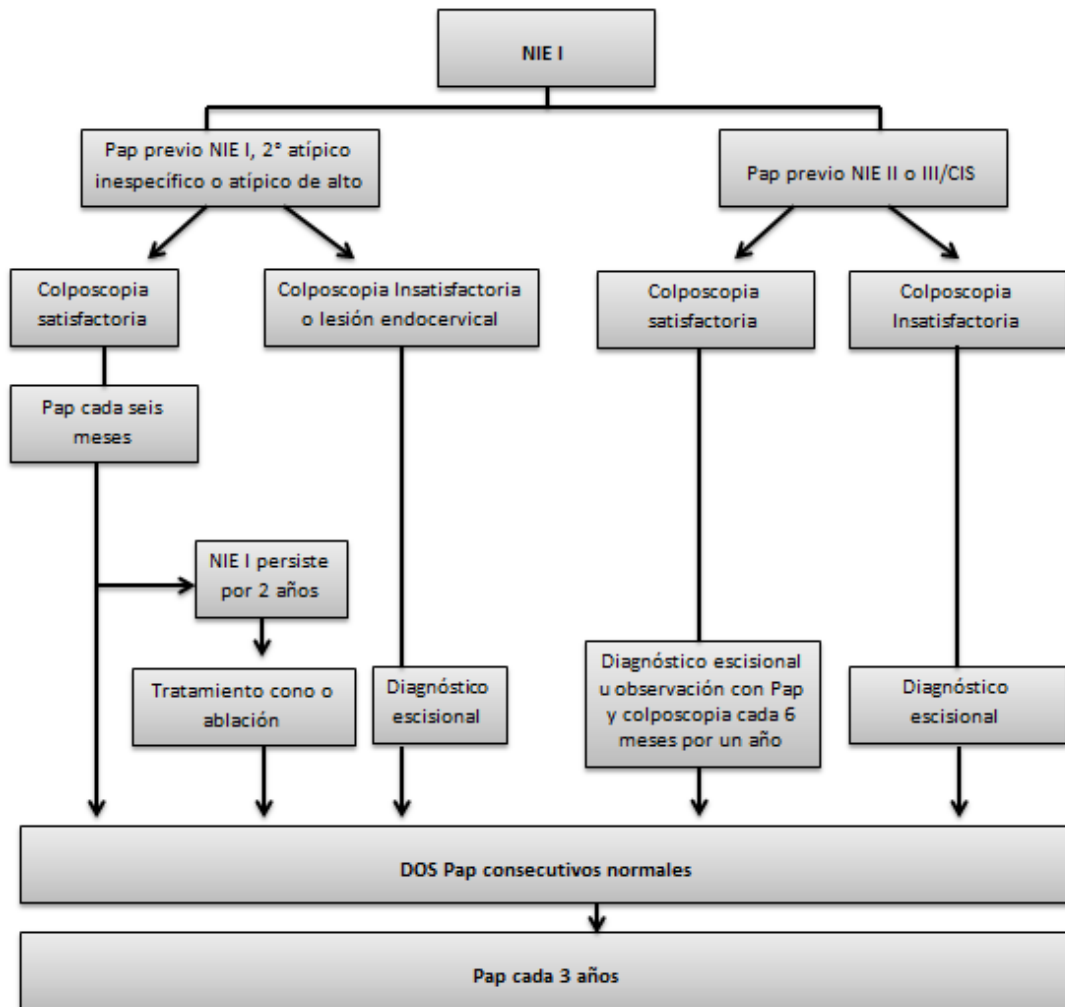 NIE I
Pap previo NIE I, 2° atípico
inespecífico o atípico de alto
Pap previo NIE II o III/CIS
Colposcopia
satisfactoria
Colposcopia Insatisfactoria
o lesión endocervical
Colposcopia
satisfactoria
Colposcopia
Insatisfactoria
Pap cada seis
meses
NIE I persiste
por 2 años
Tratamiento cono o
ablación
Diagnóstico
escisional
Diagnóstico escisional
u observación con Pap
y colposcopia cada 6
meses por un año
Diagnóstico
escisional
DOS Pap consecutivos normales
Pap cada 3 años